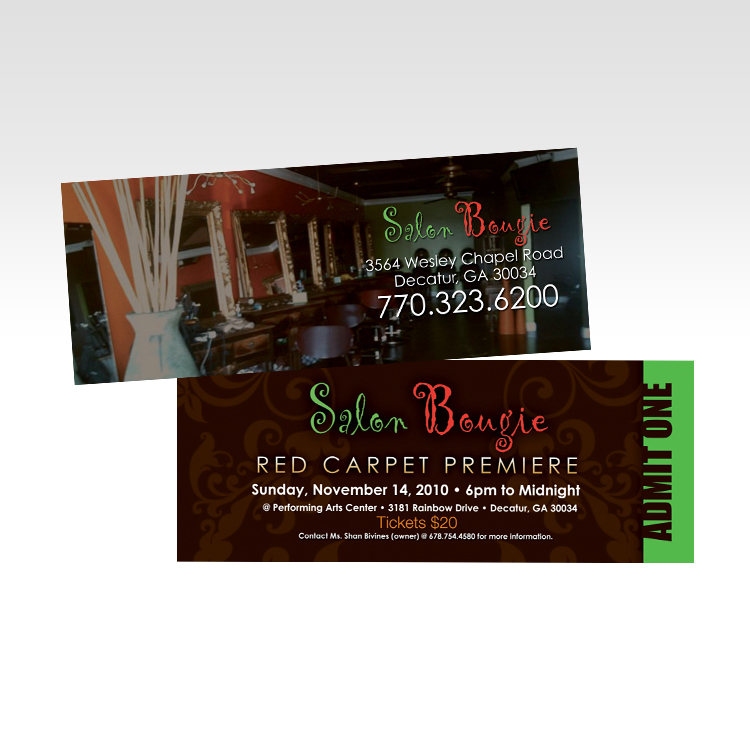 Salon Bougie
3564 Wesley Chapel Road
Decatur, GA 30034
770.323.6200
Salon Bougie
RED CARPET PREMIERE
Sunday, November 14, 2010 • 6pm to Midnight
@ Performing Arts Center • 3181 Rainbow Drive • Decatur, GA 30034
Tickets $20
Contact Ms. Shan Bivines (owner) @ 678.754.4580 for more information.
ADMIT ONE